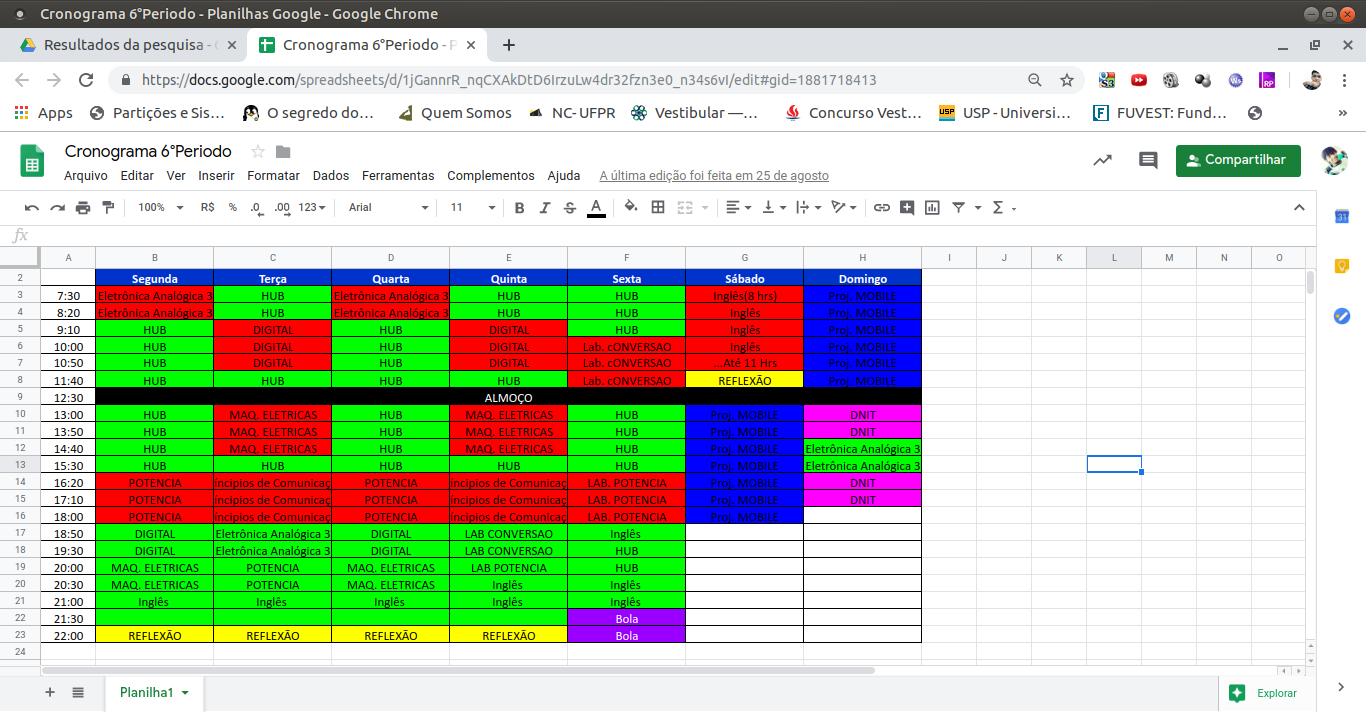 Cronograma 6°Periodo - Planilhas Google - Google Chrome
Resultados da pesquisa - Cronograma 6°Periodo - P
https://docs.google.com/spreadsheets/d/1jGannrR_nqCXAkDtD6IrzuLw4dr32fzn3e0_n34s6vI/edit#gid=1881718413
Apps Partições e Sis... O segredo do... Quem Somos NC-UFPR Vestibular —... Concurso Vest... USP USP - Universi... F FUVEST: Fund... »
Cronograma 6°Periodo
Arquivo Editar Ver Inserir Formatar Dados Ferramentas Complementos Ajuda A última edição foi feita em 25 de agosto
Compartilhar
100% R$ % .0 .00 123 Arial 11 B I S A Σ
31
fx
A B C D E F G H I J K L M N O
2 Segunda Terça Quarta Quinta Sexta Sábado Domingo
3 7:30 Eletrônica Analógica 3 HUB Eletrônica Analógica 3 HUB HUB Inglês(8 hrs) Proj. MOBILE
4 8:20 Eletrônica Analógica 3 HUB Eletrônica Analógica 3 HUB HUB Inglês Proj. MOBILE
5 9:10 HUB DIGITAL HUB DIGITAL HUB Inglês Proj. MOBILE
6 10:00 HUB DIGITAL HUB DIGITAL Lab. cONVERSAO Inglês Proj. MOBILE
7 10:50 HUB DIGITAL HUB DIGITAL Lab. cONVERSAO ...Até 11 Hrs Proj. MOBILE
8 11:40 HUB HUB HUB HUB Lab. cONVERSAO REFLEXÃO Proj. MOBILE
9 12:30 ALMOÇO
10 13:00 HUB MAQ. ELETRICAS HUB MAQ. ELETRICAS HUB Proj. MOBILE DNIT
11 13:50 HUB MAQ. ELETRICAS HUB MAQ. ELETRICAS HUB Proj. MOBILE DNIT
12 14:40 HUB MAQ. ELETRICAS HUB MAQ. ELETRICAS HUB Proj. MOBILE Eletrônica Analógica 3
13 15:30 HUB HUB HUB HUB HUB Proj. MOBILE Eletrônica Analógica 3
14 16:20 POTENCIA íncipios de Comunicaç POTENCIA íncipios de Comunicaç LAB. POTENCIA Proj. MOBILE DNIT
15 17:10 POTENCIA íncipios de Comunicaç POTENCIA íncipios de Comunicaç LAB. POTENCIA Proj. MOBILE DNIT
16 18:00 POTENCIA íncipios de Comunicaç POTENCIA íncipios de Comunicaç LAB. POTENCIA Proj. MOBILE
17 18:50 DIGITAL Eletrônica Analógica 3 DIGITAL LAB CONVERSAO Inglês
18 19:30 DIGITAL Eletrônica Analógica 3 DIGITAL LAB CONVERSAO HUB
19 20:00 MAQ. ELETRICAS POTENCIA MAQ. ELETRICAS LAB POTENCIA HUB
20 20:30 MAQ. ELETRICAS POTENCIA MAQ. ELETRICAS Inglês Inglês
21 21:00 Inglês Inglês Inglês Inglês Inglês
22 21:30 Bola
23 22:00 REFLEXÃO REFLEXÃO REFLEXÃO REFLEXÃO Bola
24
Planilha1 Explorar